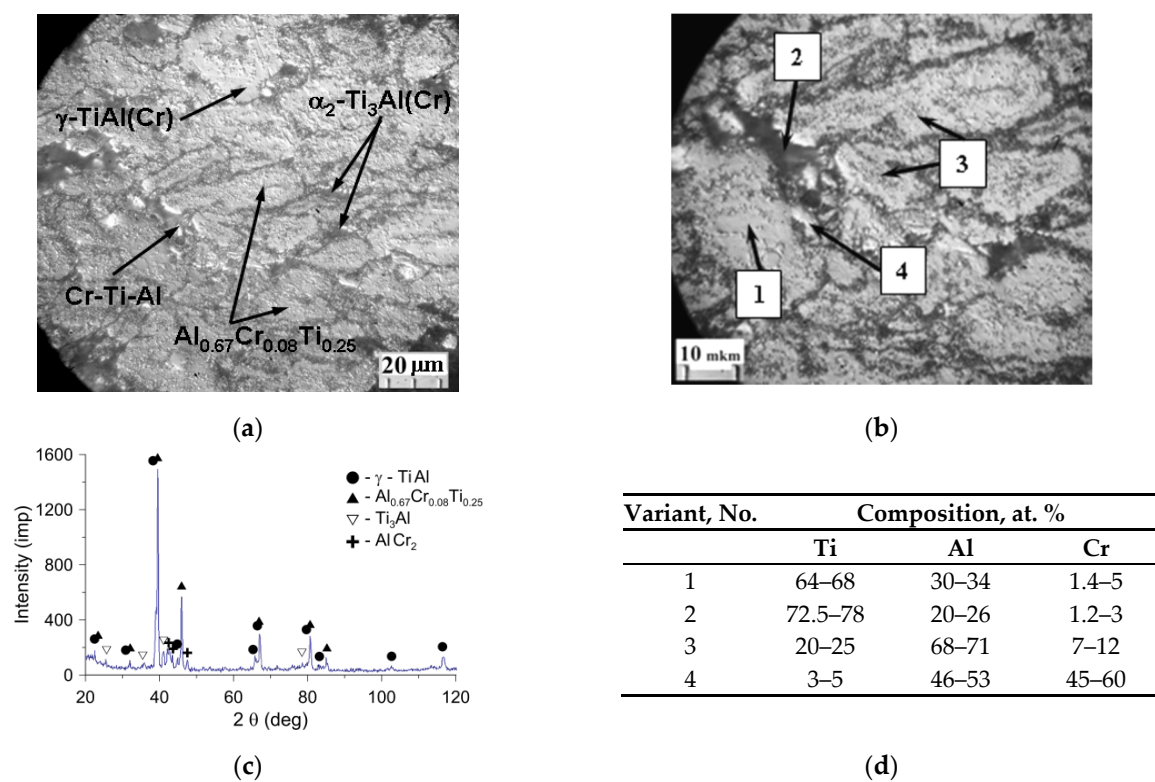 γ-TiAl(Cr)
α₂-Ti₃Al(Cr)
Cr-Ti-Al
Al₀.₆₇Cr₀.₀₈Ti₀.₂₅
20 μm
(a)
2
3
4
1
10 mkm
(b)
1600
1200
800
400
0
Intensity (imp)
20 40 60 80 100 120
2 θ (deg)
- γ - TiAl
- Al₀.₆₇Cr₀.₀₈Ti₀.₂₅
- Ti₃Al
- AlCr₂
(c)
Variant, No. Composition, at. %
Ti Al Cr
1 64–68 30–34 1.4–5
2 72.5–78 20–26 1.2–3
3 20–25 68–71 7–12
4 3–5 46–53 45–60
(d)